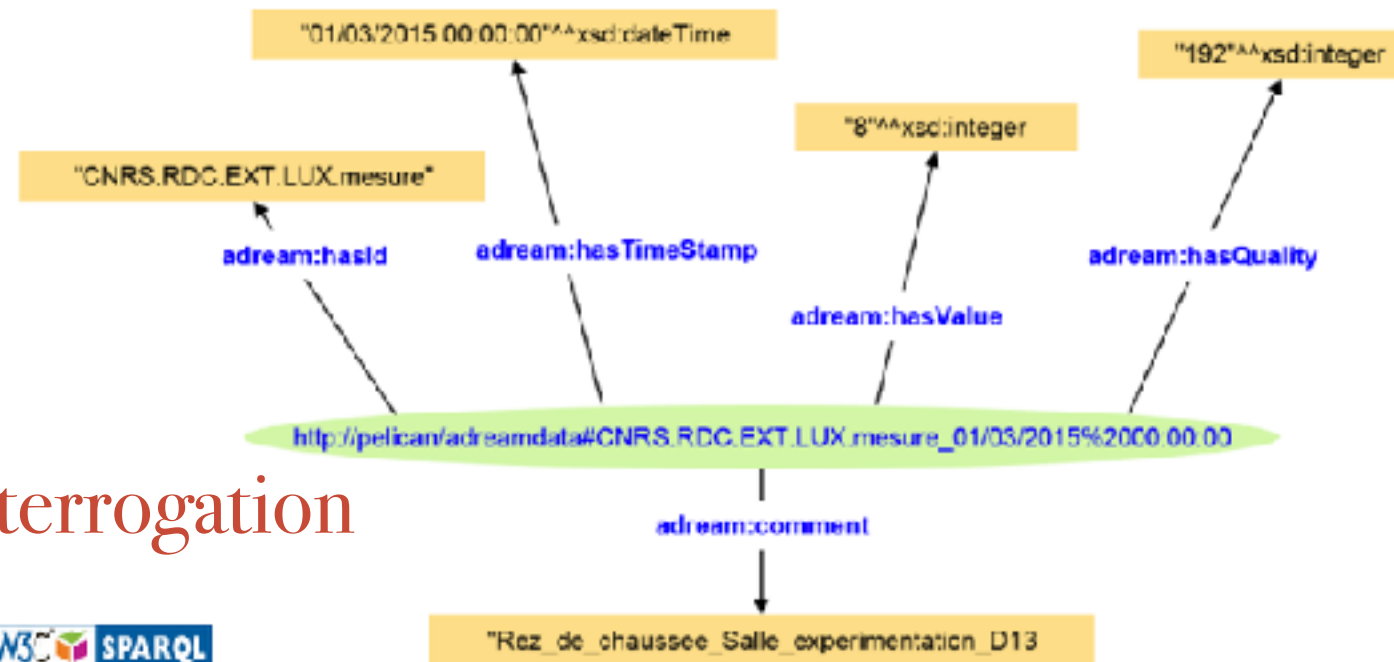 "01/03/2015 00:00:00"^^xsd:dateTime
"192"^^xsd:integer
"8"^^xsd:integer
"CNRS.RDC.EXT.LUX.mesure"
adream:hasId
adream:hasTimeStamp
adream:hasQuality
adream:hasValue
http://pelican/adreamdata#CNRS.RDC.EXT.LUX.mesure_01/03/2015%2000:00:00
terrogation
adream:comment
"Rez_de_chaussee_Salle_experimentation_D13
W3C SPARQL